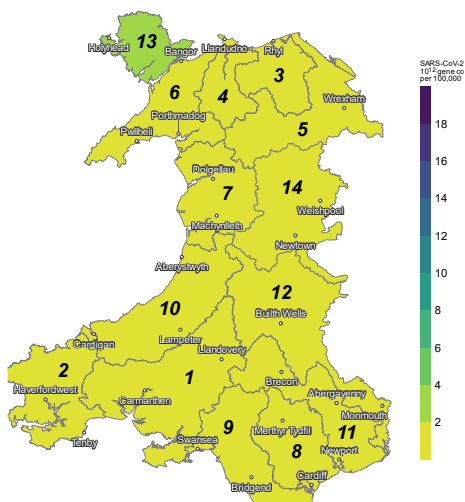 13
Holyhead
Bangor
Llandudno
Rhyl
3
6
4
Wrexham
Porthmadog
5
Pwllheli
Dolgellau
7
14
Welshpool
Machynlleth
Newtown
Aberystwyth
12
10
Builth Wells
Cardigan
Lampeter
Llandovery
2
1
Brecon
Haverfordwest
Carmarthen
Abergavenny
Monmouth
Tenby
Swansea
9
Merthyr Tydfil
11
8
Newport
Bridgend
Cardiff
SARS-CoV-2
10¹² gene co
per 100,000
18
16
14
12
10
8
6
4
2